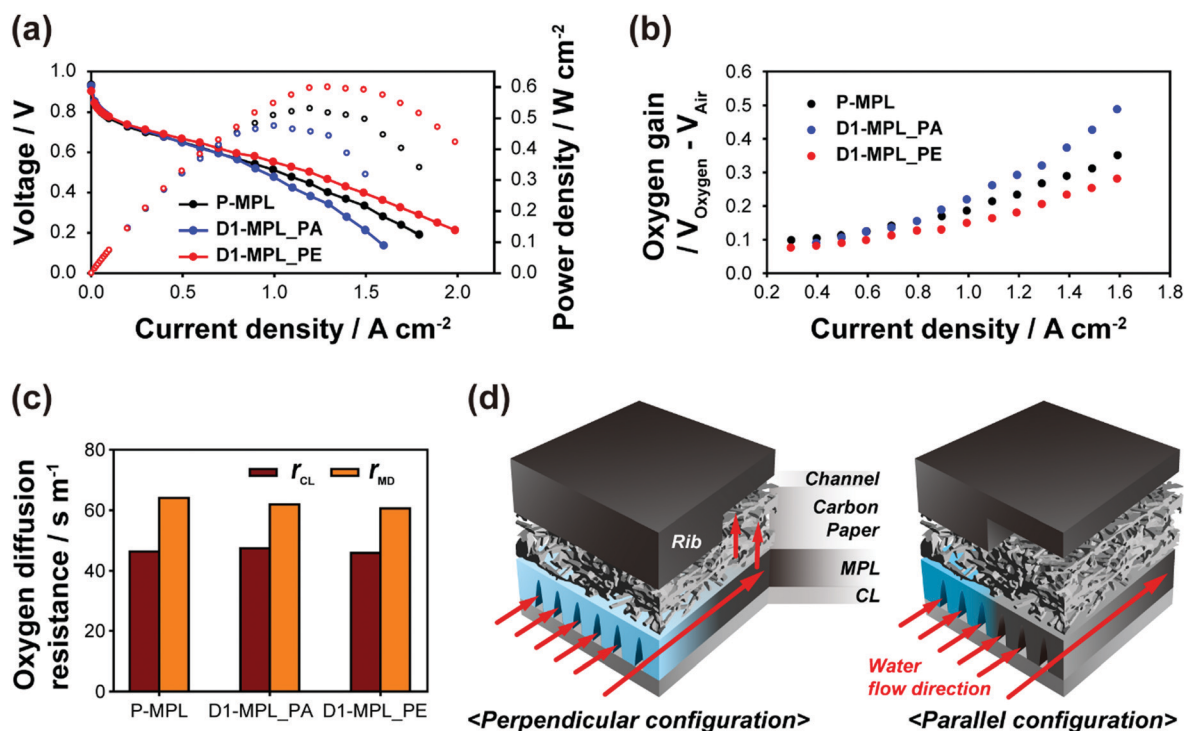 (a)
Voltage / V
1.0
0.8
0.6
0.4
0.2
0.0
P-MPL
D1-MPL_PA
D1-MPL_PE
0.6
0.5
0.4
0.3
0.2
0.1
0.0
Power density / W cm⁻²
0.0 0.5 1.0 1.5 2.0
Current density / A cm⁻²
(b)
Oxygen gain
/ V_Oxygen - V_Air
0.6
0.5
0.4
0.3
0.2
0.1
0.0
P-MPL
D1-MPL_PA
D1-MPL_PE
0.2 0.4 0.6 0.8 1.0 1.2 1.4 1.6 1.8
Current density / A cm⁻²
(c)
Oxygen diffusion
resistance / s m⁻¹
80
60
40
20
0
r_CL r_MD
P-MPL D1-MPL_PA D1-MPL_PE
(d)
Rib
Channel
Carbon
Paper
MPL
CL
Water
flow direction
<Perpendicular configuration>
<Parallel configuration>